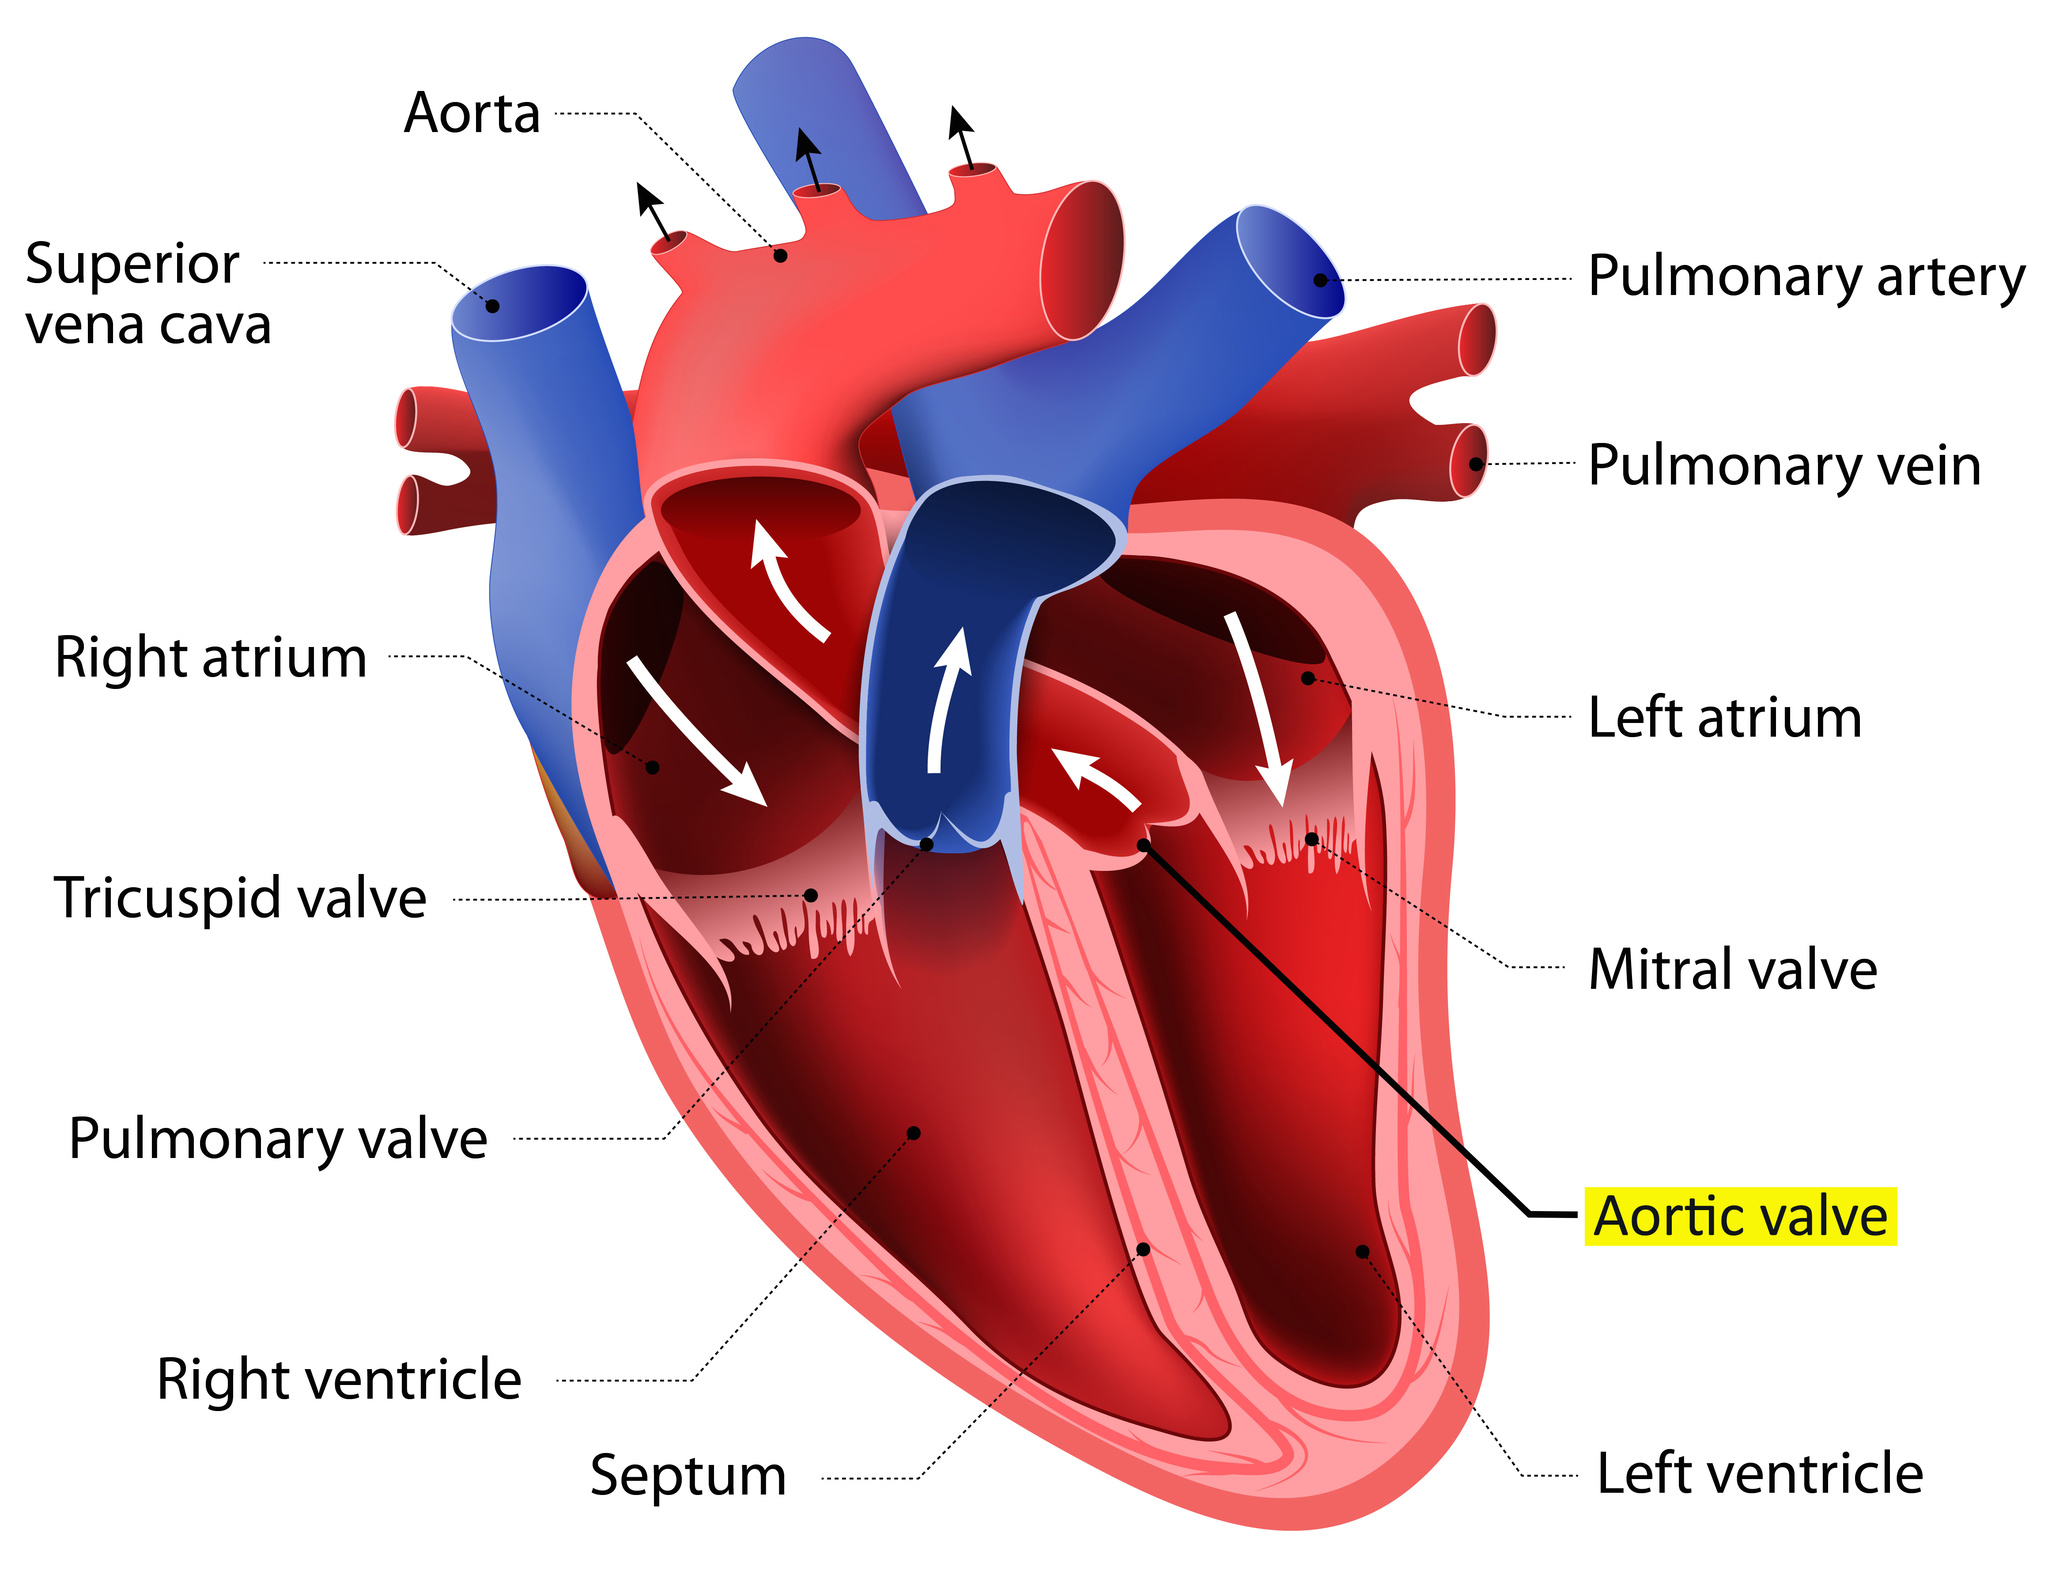 Aorta
Superior
vena cava
Right atrium
Tricuspid valve
Pulmonary valve
Right ventricle
Septum
Pulmonary artery
Pulmonary vein
Left atrium
Mitral valve
Aortic valve
Left ventricle